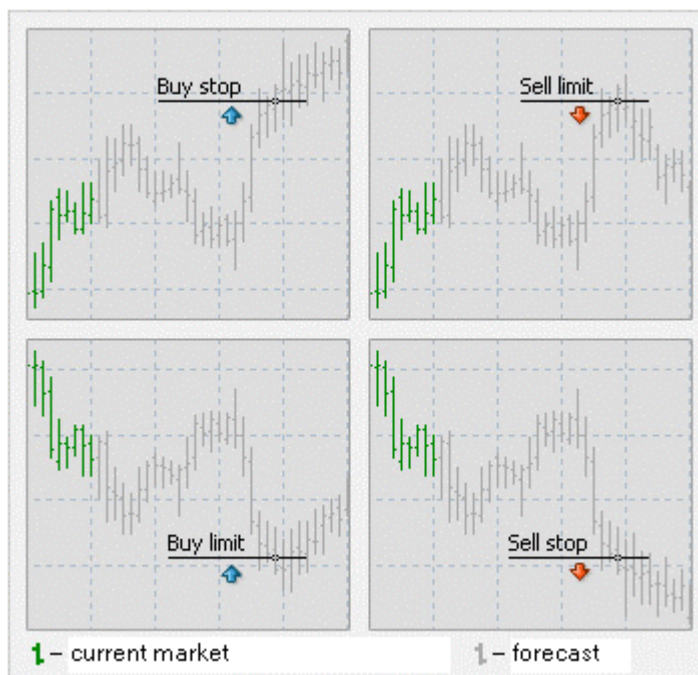 Buy stop
Sell limit
Buy limit
Sell stop
– current market
– forecast